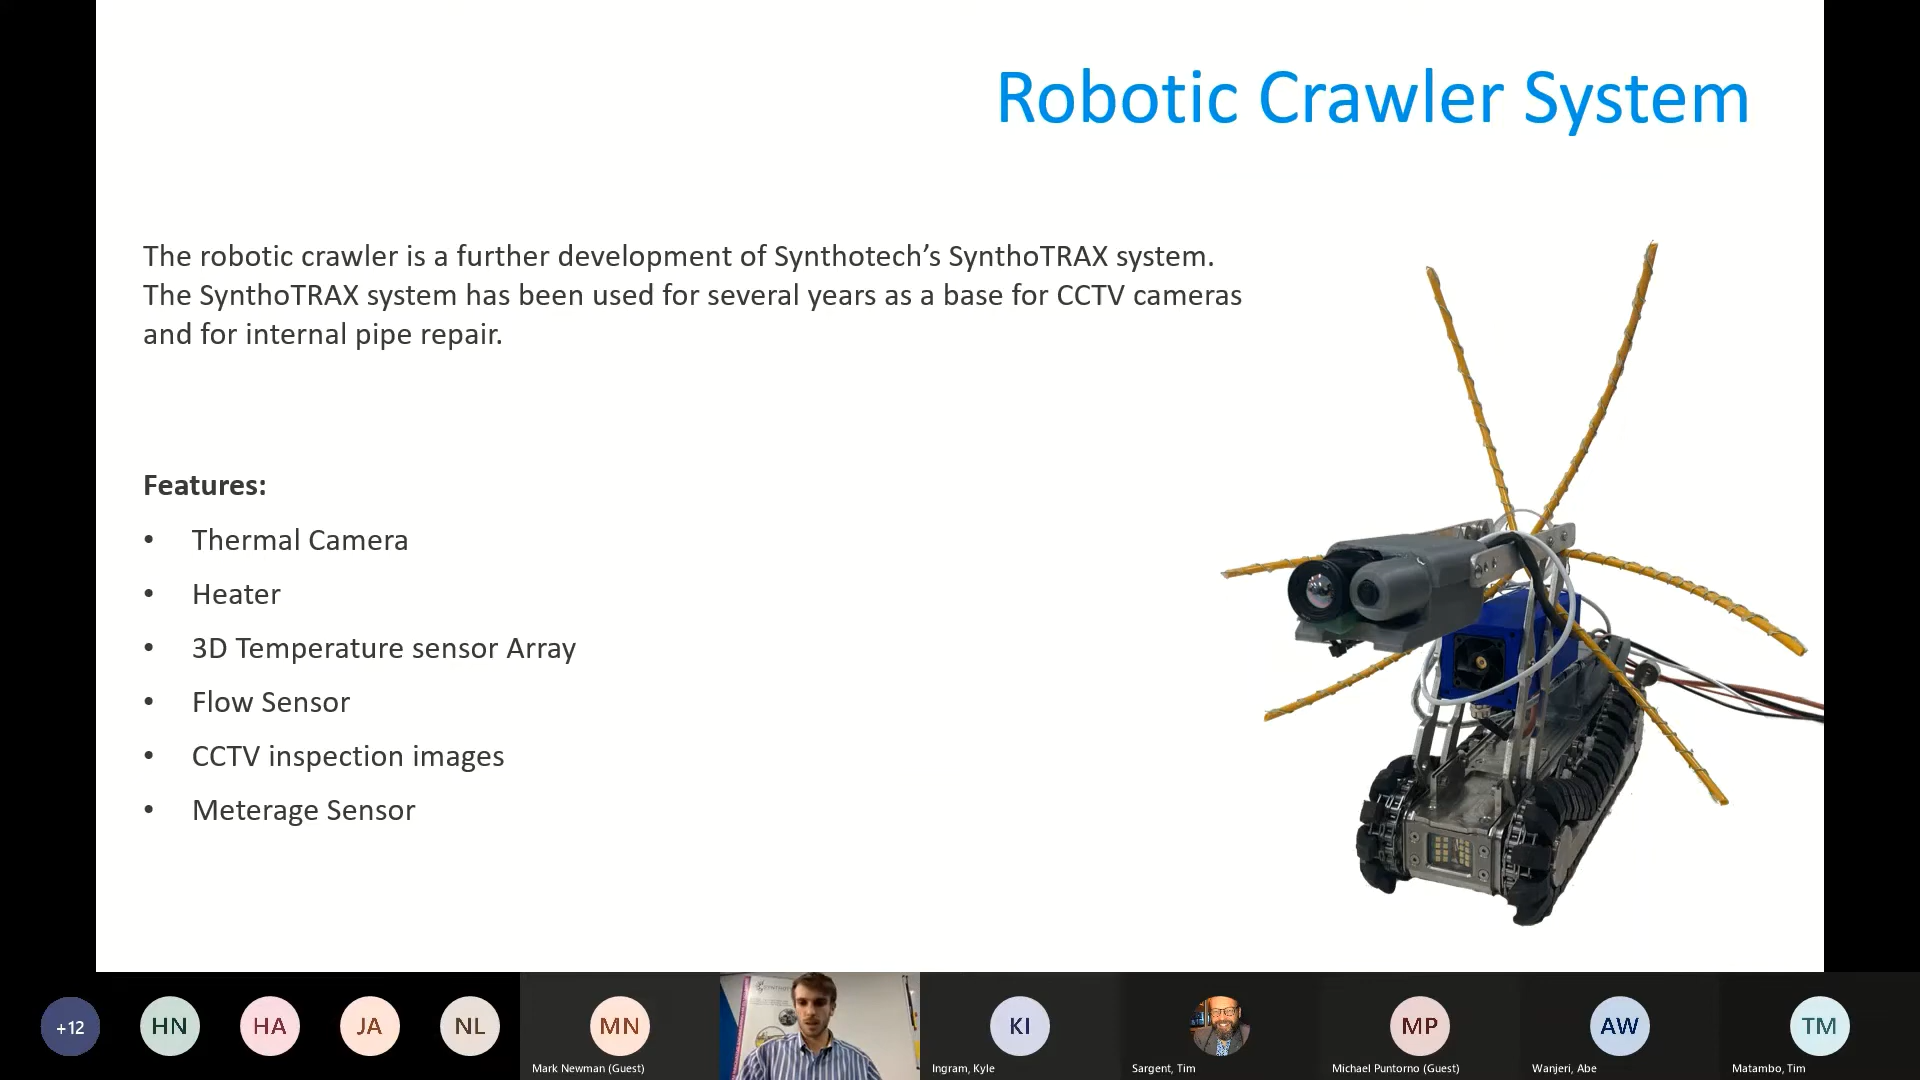 Robotic Crawler System
The robotic crawler is a further development of Synthotech’s SynthoTRAX system.
The SynthoTRAX system has been used for several years as a base for CCTV cameras
and for internal pipe repair.
Features:
• Thermal Camera
• Heater
• 3D Temperature sensor Array
• Flow Sensor
• CCTV inspection images
• Meterage Sensor
+12
HN
HA
JA
NL
MN
KI
MP
AW
TM
Mark Newman (Guest)
Ingram, Kyle
Sargent, Tim
Michael Puntorno (Guest)
Wanjeri, Abe
Matambo, Tim